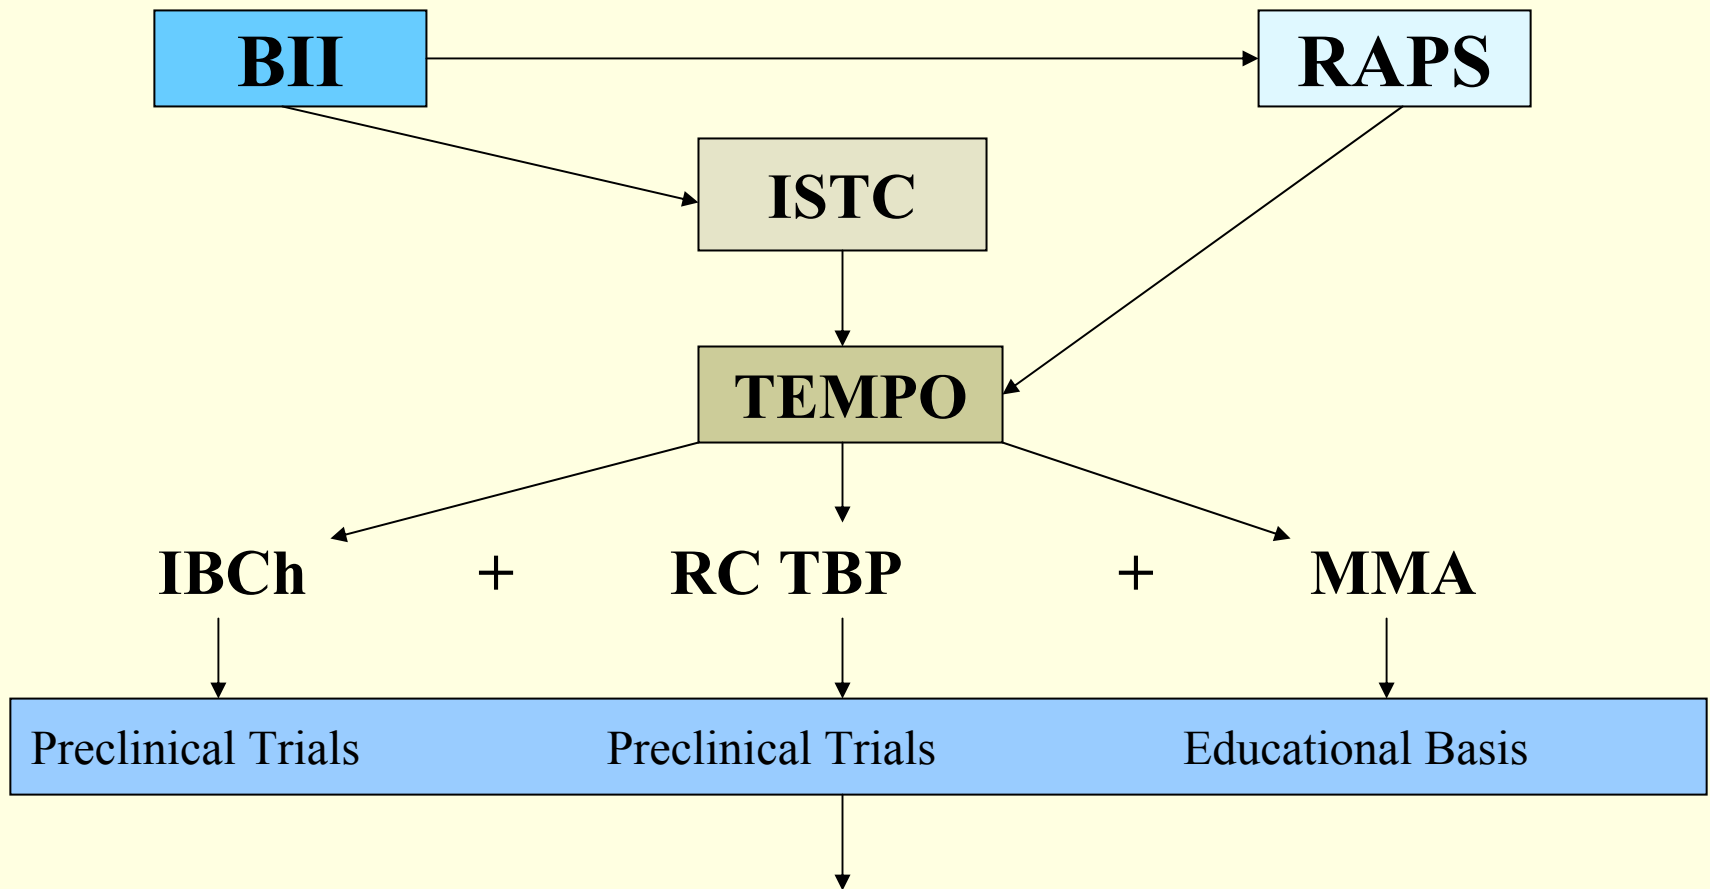 BII
RAPS
ISTC
TEMPO
IBCh + RC TBP + MMA
Preclinical Trials Preclinical Trials Educational Basis